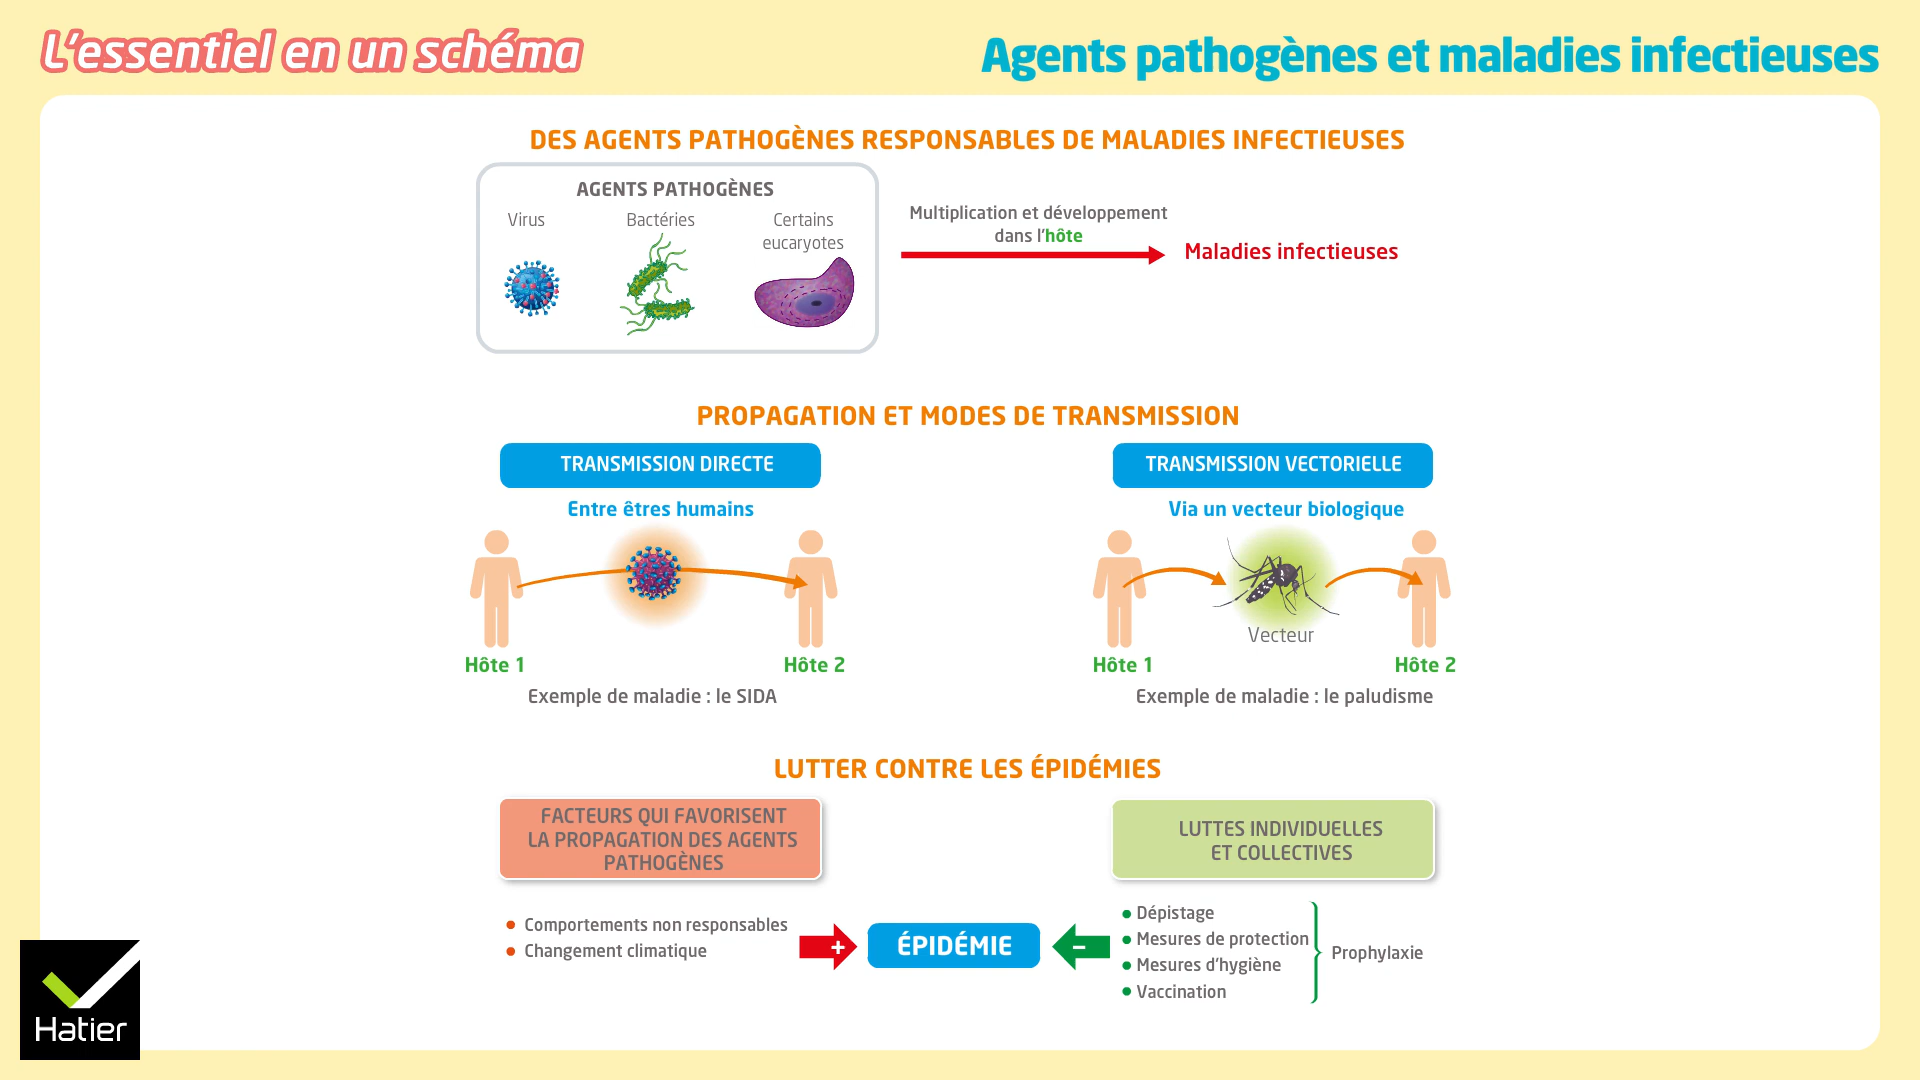 L'essentiel en un schéma
Agents pathogènes et maladies infectieuses
DES AGENTS PATHOGÈNES RESPONSABLES DE MALADIES INFECTIEUSES
AGENTS PATHOGÈNES
Virus
Bactéries
Certains
eucaryotes
Multiplication et développement
dans l'hôte
Maladies infectieuses
PROPAGATION ET MODES DE TRANSMISSION
TRANSMISSION DIRECTE
Entre êtres humains
Hôte 1
Hôte 2
Exemple de maladie : le SIDA
TRANSMISSION VECTORIELLE
Via un vecteur biologique
Vecteur
Hôte 1
Hôte 2
Exemple de maladie : le paludisme
LUTTER CONTRE LES ÉPIDÉMIES
FACTEURS QUI FAVORISENT
LA PROPAGATION DES AGENTS
PATHOGÈNES
• Comportements non responsables
• Changement climatique
+
ÉPIDÉMIE
–
LUTTES INDIVIDUELLES
ET COLLECTIVES
• Dépistage
• Mesures de protection
• Mesures d'hygiène
• Vaccination
Prophylaxie
Hatier